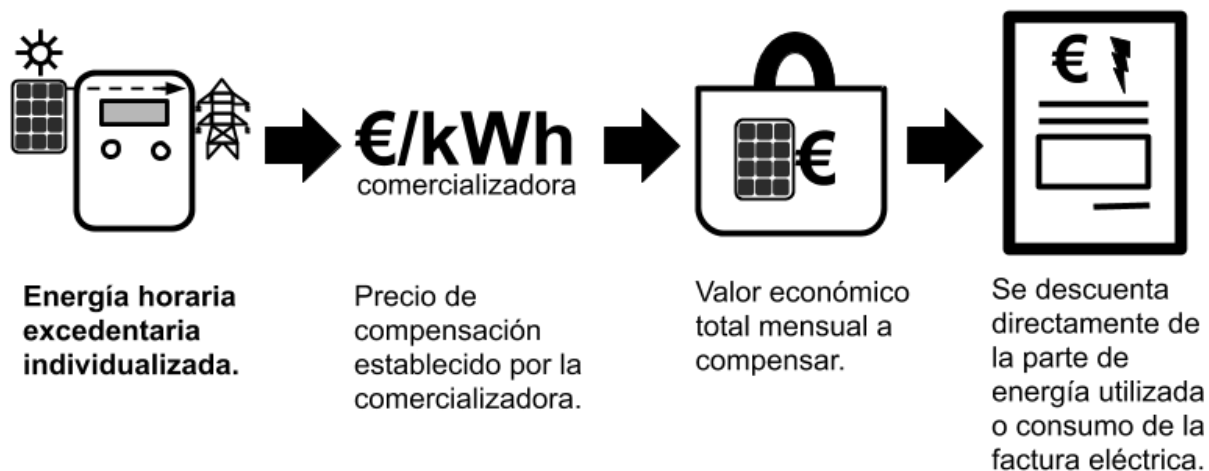 €/kWh
comercializadora
€
€
Energía horaria
excedentaria
individualizada.
Precio de
compensación
establecido por la
comercializadora.
Valor económico
total mensual a
compensar.
Se descuenta
directamente de
la parte de
energía utilizada
o consumo de la
factura eléctrica.